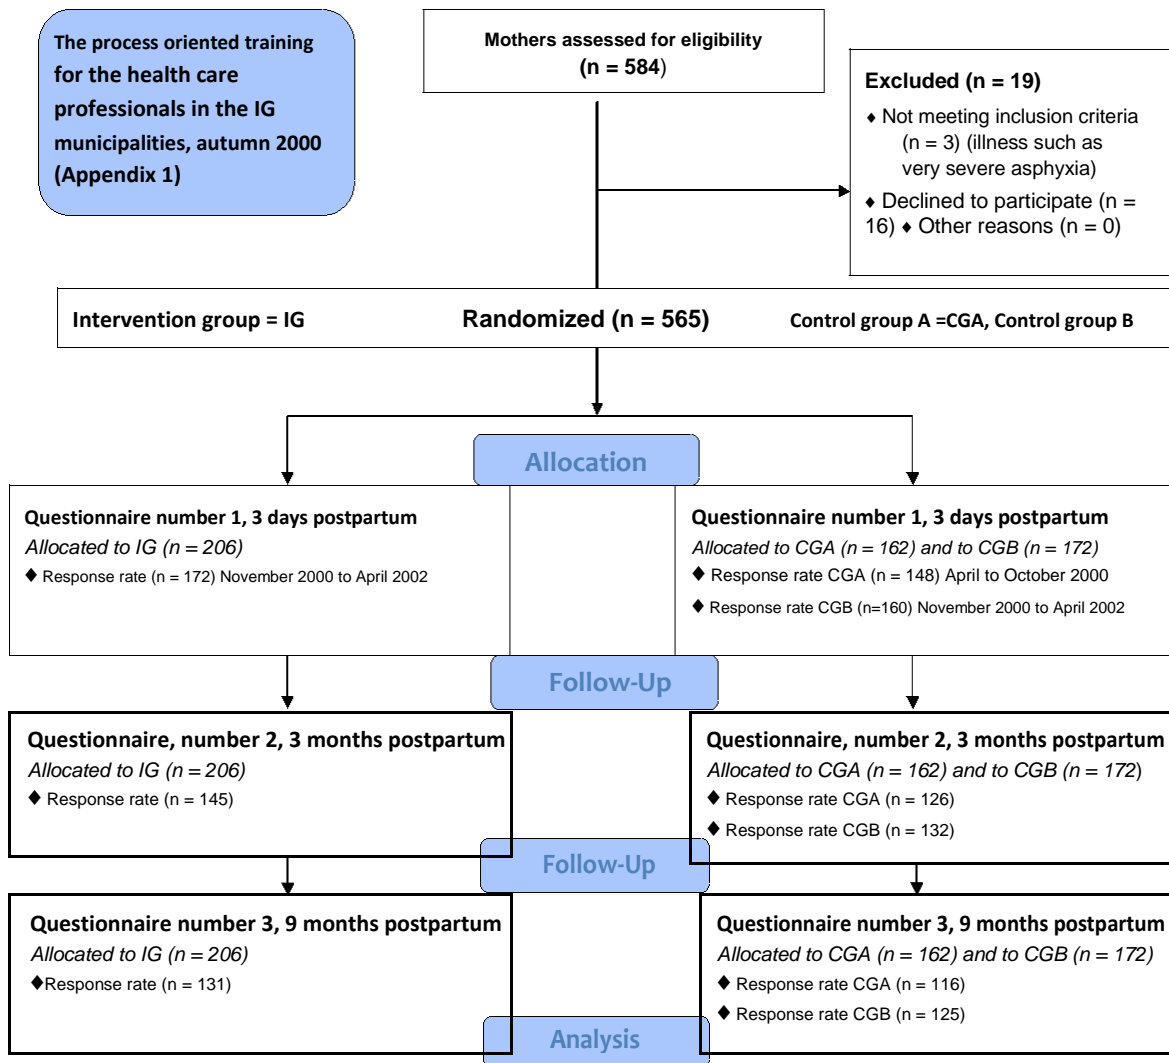 The process oriented training
for the health care
professionals in the IG
municipalities, autumn 2000
(Appendix 1)
Mothers assessed for eligibility
(n = 584)
Excluded (n = 19)
♦ Not meeting inclusion criteria
(n = 3) (illness such as
very severe asphyxia)
♦ Declined to participate (n =
16) ♦ Other reasons (n = 0)
Intervention group = IG
Randomized (n = 565)
Control group A =CGA, Control group B
Allocation
Questionnaire number 1, 3 days postpartum
Allocated to IG (n = 206)
♦ Response rate (n = 172) November 2000 to April 2002
Questionnaire number 1, 3 days postpartum
Allocated to CGA (n = 162) and to CGB (n = 172)
♦ Response rate CGA (n = 148) April to October 2000
♦ Response rate CGB (n=160) November 2000 to April 2002
Follow-Up
Questionnaire, number 2, 3 months postpartum
Allocated to IG (n = 206)
♦ Response rate (n = 145)
Questionnaire, number 2, 3 months postpartum
Allocated to CGA (n = 162) and to CGB (n = 172)
♦ Response rate CGA (n = 126)
♦ Response rate CGB (n = 132)
Follow-Up
Questionnaire number 3, 9 months postpartum
Allocated to IG (n = 206)
♦Response rate (n = 131)
Questionnaire number 3, 9 months postpartum
Allocated to CGA (n = 162) and to CGB (n = 172)
♦ Response rate CGA (n = 116)
♦ Response rate CGB (n = 125)
Analysis